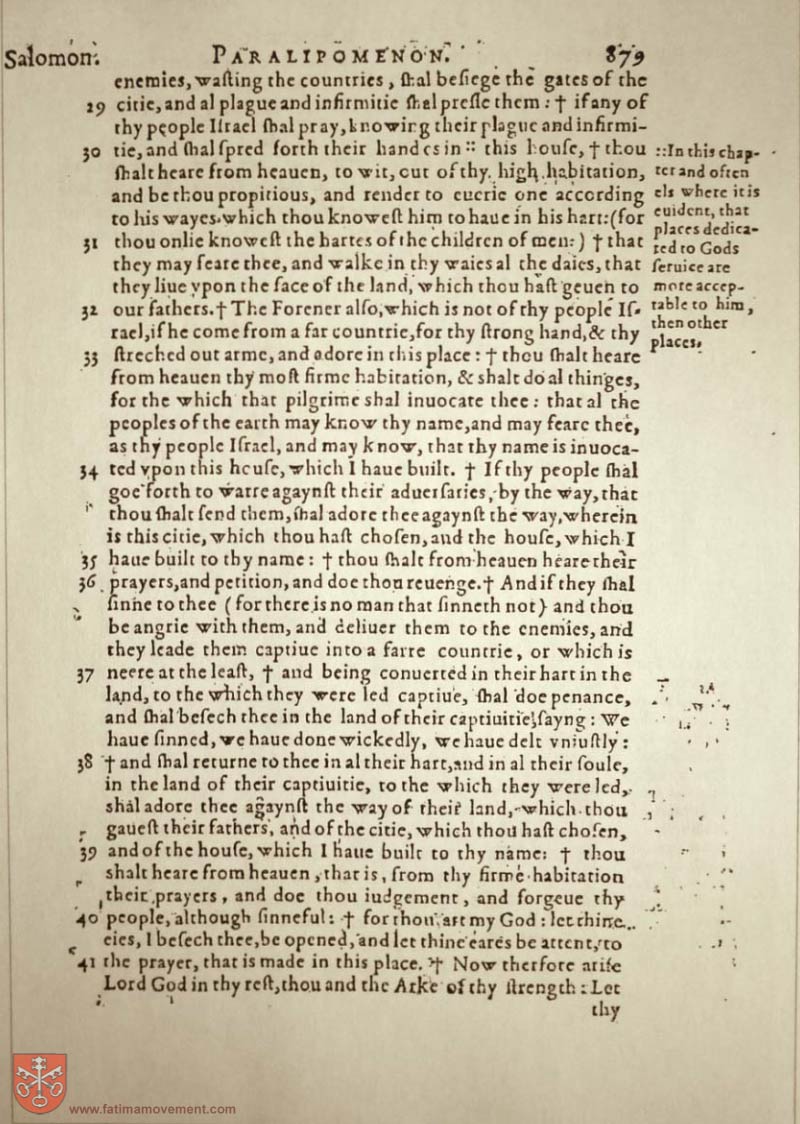 Salomon. PARALIPOMENON. 879
enemies, wasting the countries, shal besiege the gates of the
29 citie, and al plague and infirmitie shal presse them: † if any of
thy people Israel shal pray, knowing their plague and infirmi-
30 tie, and shal spred forth their handes in :: this house, † thou
shalt heare from heauen, to wit, out of thy high habitation,
and be thou propitious, and render to euerie one according
to his wayes, which thou knowest him to haue in his hart: (for
31 thou onlie knowest the hartes of the children of men:) † that
they may feare thee, and walke in thy waies al the daies, that
they liue vpon the face of the land, which thou hast geuen to
32 our fathers. † The Forener also, which is not of thy people Is-
rael, if he come from a far countrie, for thy strong hand, & thy
33 streched out arme, and adore in this place: † thou shalt heare
from heauen thy most firme habitation, & shalt do al thinges,
for the which that pilgrime shal inuocate thee: that al the
peoples of the earth may know thy name, and may feare thee,
as thy people Israel, and may know, that thy name is inuoca-
34 ted vpon this house, which I haue built. † If thy people shal
goe forth to warre agaynst their aduersaries, by the way, that
thou shalt send them, shal adore thee agaynst the way, wherein
is this citie, which thou hast chosen, and the house, which I
35 haue built to thy name: † thou shalt from heauen heare their
36 prayers, and petition, and doe thou reuenge. † And if they shal
sinne to thee (for there is no man that sinneth not) and thou
be angrie with them, and deliuer them to the enemies, and
they leade them captiue into a farre countrie, or which is
37 neere at the least, † and being conuerted in their hart in the
land, to the which they were led captiue, shal doe penance,
and shal besech thee in the land of their captiuitie, sayng: We
haue sinned, we haue done wickedly, we haue delt vniustly:
38 † and shal returne to thee in al their hart, and in al their soule,
in the land of their captiuitie, to the which they were led,
shal adore thee agaynst the way of their land, which thou
gauest their fathers, and of the citie, which thou hast chosen,
39 and of the house, which I haue built to thy name: † thou
shalt heare from heauen, that is, from thy firme habitation
their prayers, and doe thou iudgement, and forgeue thy
40 people, although sinneful: † for thou art my God: let thine
eies, I besech thee, be opened, and let thine eares be attent, to
41 the prayer, that is made in this place. † Now therfore arise
Lord God in thy rest, thou and the Arke of thy strength: Let
thy
:: In this chap-
ter and often
els where it is
euident, that
places dedica-
ted to Gods
seruice are
more accep-
table to him,
then other
places.
www.fatimamovement.com